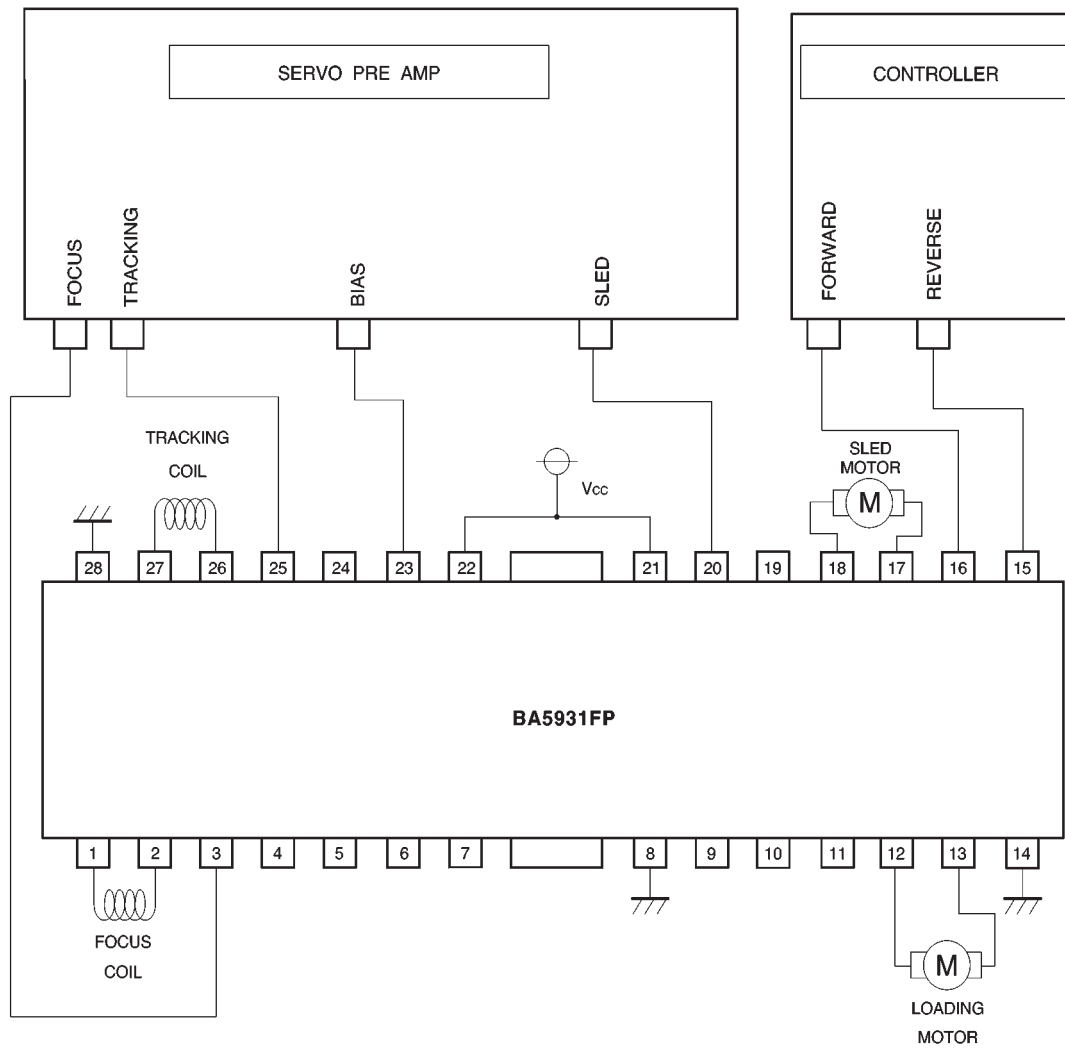 SERVO PRE AMP
CONTROLLER
FOCUS
TRACKING
BIAS
SLED
FORWARD
REVERSE
TRACKING
COIL
Vcc
SLED
MOTOR
28 27 26 25 24 23 22 21 20 19 18 17 16 15
M
BA5931FP
1 2 3 4 5 6 7 8 9 10 11 12 13 14
FOCUS
COIL
M
LOADING
MOTOR